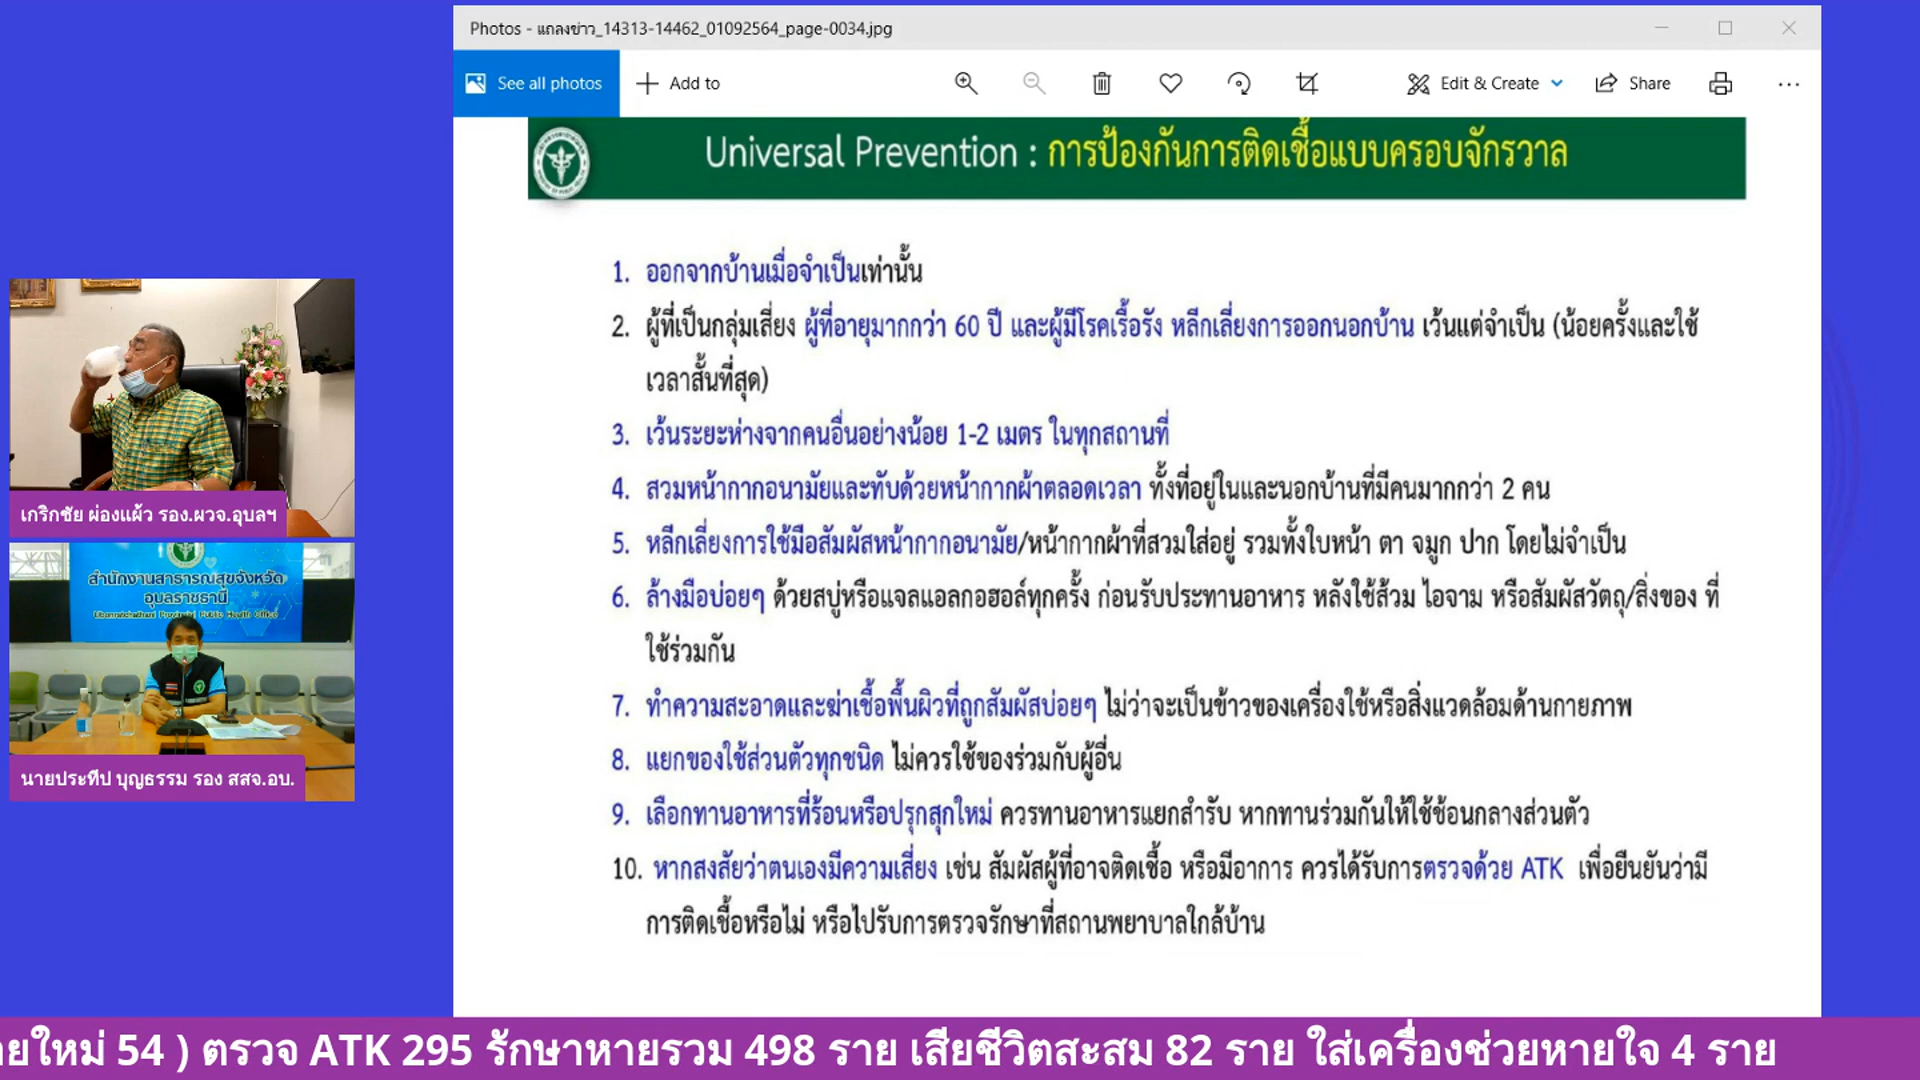 Photos - แถลงข่าว_14313-14462_01092564_page-0034.jpg
See all photos
Add to
Edit & Create
Share
Universal Prevention : การป้องกันการติดเชื้อแบบครอบจักรวาล
1. ออกจากบ้านเมื่อจำเป็นเท่านั้น
2. ผู้ที่เป็นกลุ่มเสี่ยง ผู้ที่อายุมากกว่า 60 ปี และผู้มีโรคเรื้อรัง หลีกเลี่ยงการออกนอกบ้าน เว้นแต่จำเป็น (น้อยครั้งและใช้
เวลาสั้นที่สุด)
3. เว้นระยะห่างจากคนอื่นอย่างน้อย 1-2 เมตร ในทุกสถานที่
4. สวมหน้ากากอนามัยและทับด้วยหน้ากากผ้าตลอดเวลา ทั้งที่อยู่ในและนอกบ้านที่มีคนมากกว่า 2 คน
5. หลีกเลี่ยงการใช้มือสัมผัสหน้ากากอนามัย/หน้ากากผ้าที่สวมใส่อยู่ รวมทั้งใบหน้า ตา จมูก ปาก โดยไม่จำเป็น
6. ล้างมือบ่อยๆ ด้วยสบู่หรือแจลแอลกอฮอล์ทุกครั้ง ก่อนรับประทานอาหาร หลังใช้ส้วม ไอจาม หรือสัมผัสวัตถุ/สิ่งของ ที่
ใช้ร่วมกัน
7. ทำความสะอาดและฆ่าเชื้อพื้นผิวที่ถูกสัมผัสบ่อยๆ ไม่ว่าจะเป็นข้าวของเครื่องใช้หรือสิ่งแวดล้อมด้านกายภาพ
8. แยกของใช้ส่วนตัวทุกชนิด ไม่ควรใช้ของร่วมกับผู้อื่น
9. เลือกทานอาหารที่ร้อนหรือปรุกสุกใหม่ ควรทานอาหารแยกสำรับ หากทานร่วมกันให้ใช้ช้อนกลางส่วนตัว
10. หากสงสัยว่าตนเองมีความเสี่ยง เช่น สัมผัสผู้ที่อาจติดเชื้อ หรือมีอาการ ควรได้รับการตรวจด้วย ATK เพื่อยืนยันว่ามี
การติดเชื้อหรือไม่ หรือไปรับการตรวจรักษาที่สถานพยาบาลใกล้บ้าน
เกริกชัย ผ่องแผ้ว รอง.ผวจ.อุบลฯ
สำนักงานสาธารณสุขจังหวัด
อุบลราชธานี
Provincial Public Health Office
นายประทีป บุญธรรม รอง สสจ.อบ.
ยใหม่ 54 ) ตรวจ ATK 295 รักษาหายรวม 498 ราย เสียชีวิตสะสม 82 ราย ใส่เครื่องช่วยหายใจ 4 ราย